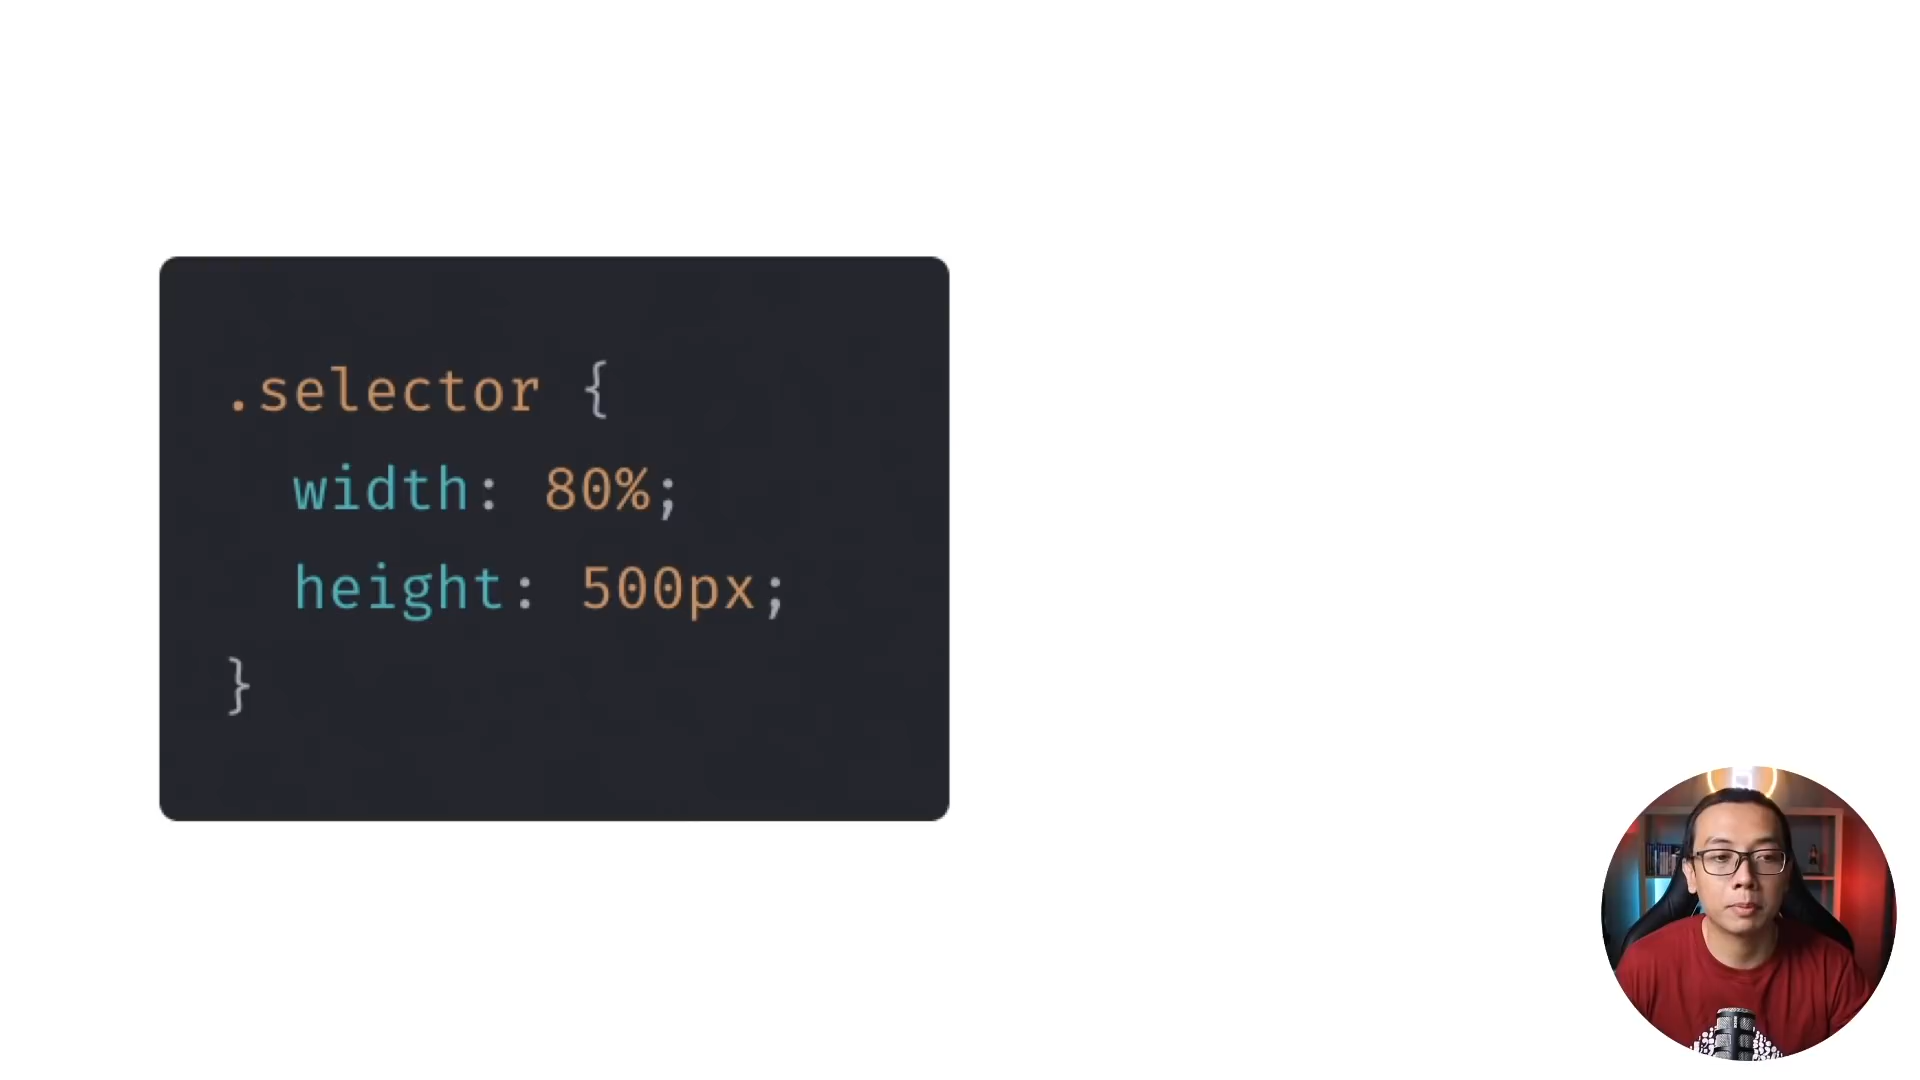 .selector {
width: 80%;
height: 500px;
}